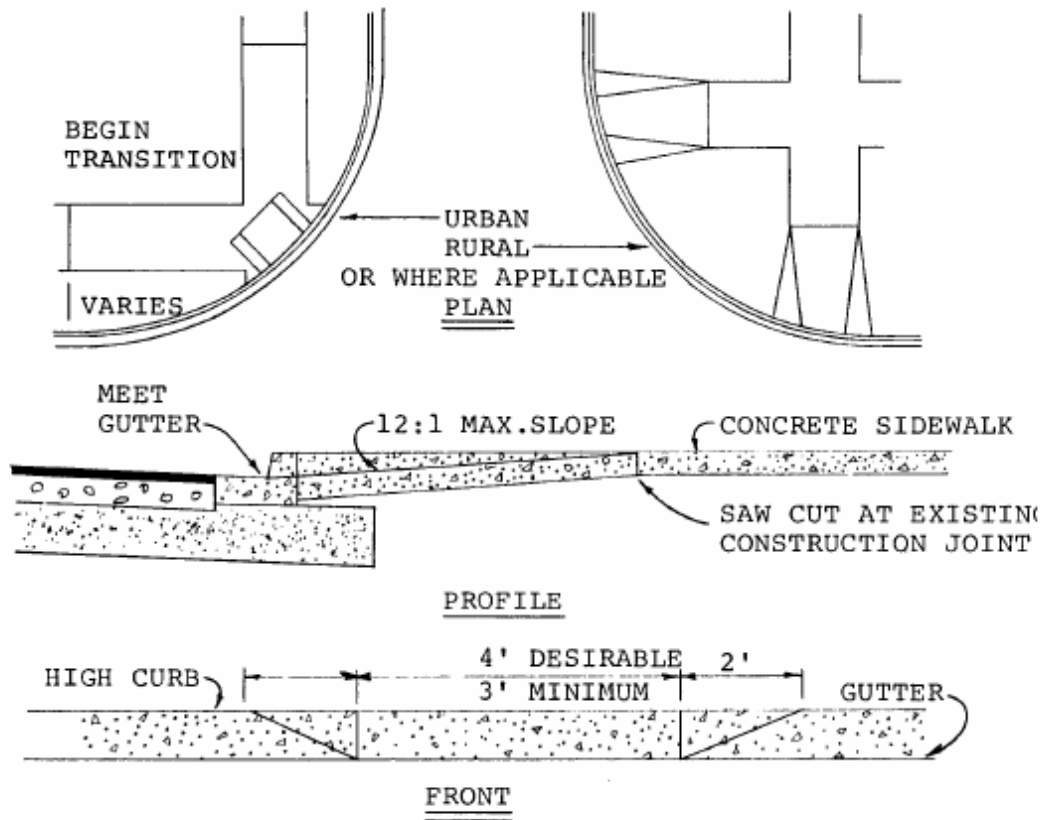 BEGIN
TRANSITION
URBAN
RURAL
OR WHERE APPLICABLE
VARIES
PLAN
MEET
GUTTER
12:1 MAX.SLOPE
CONCRETE SIDEWALK
SAW CUT AT EXISTING
CONSTRUCTION JOINT
PROFILE
HIGH CURB
4' DESIRABLE
3' MINIMUM
2'
GUTTER
FRONT